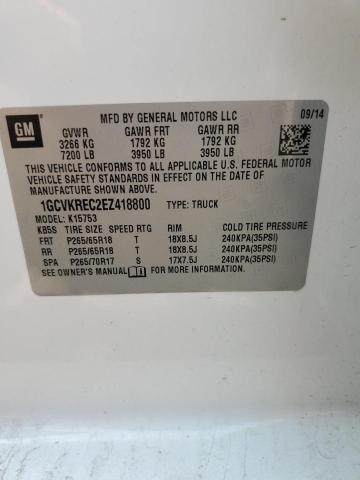 GM
MFD BY GENERAL MOTORS LLC 09/14
GVWR GAWR FRT GAWR RR
3266 KG 1792 KG 1792 KG
7200 LB 3950 LB 3950 LB
THIS VEHICLE CONFORMS TO ALL APPLICABLE U.S. FEDERAL MOTOR
VEHICLE SAFETY STANDARDS IN EFFECT ON THE DATE OF
MANUFACTURE SHOWN ABOVE.
1GCVKREC2EZ418800 TYPE: TRUCK
MODEL: K15753
KB5S TIRE SIZE SPEED RTG RIM COLD TIRE PRESSURE
FRT P265/65R18 T 18X8.5J 240KPA(35PSI)
RR P265/65R18 T 18X8.5J 240KPA(35PSI)
SPA P265/70R17 S 17X7.5J 240KPA(35PSI)
SEE OWNER'S MANUAL FOR ADDITIONAL INFORMATION.